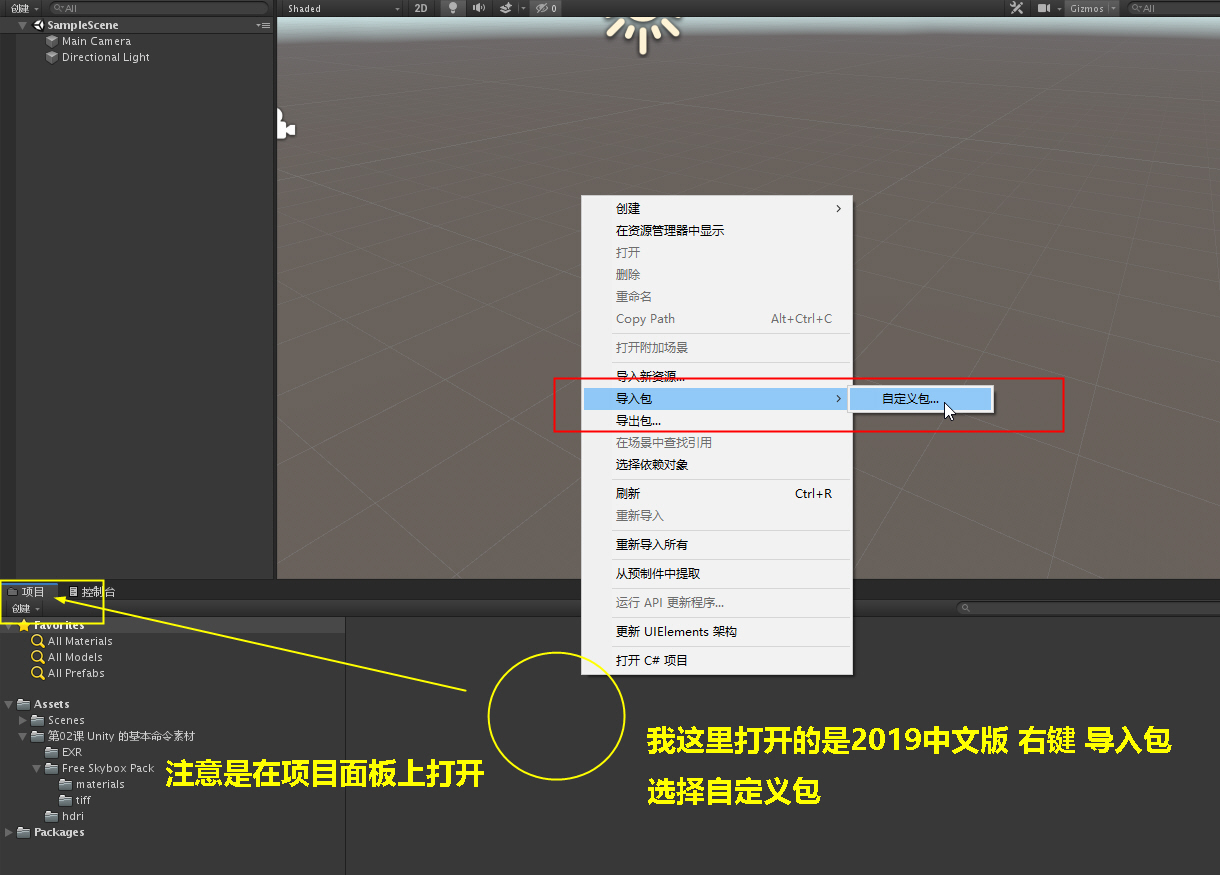 创建 All
SampleScene
Main Camera
Directional Light
Shaded 2D 0 Gizmos All
创建
在资源管理器中显示
打开
删除
重命名
Copy Path Alt+Ctrl+C
打开附加场景
导入新资源...
导入包 自定义包...
导出包...
在场景中查找引用
选择依赖对象
刷新 Ctrl+R
重新导入
重新导入所有
从预制件中提取
运行 API 更新程序...
更新 UIElements 架构
打开 C# 项目
项目 控制台
创建
Favorites
All Materials
All Models
All Prefabs
Assets
Scenes
第02课 Unity 的基本命令素材
EXR
Free Skybox Pack
materials
tiff
hdri
Packages
注意是在项目面板上打开
我这里打开的是2019中文版 右键 导入包
选择自定义包